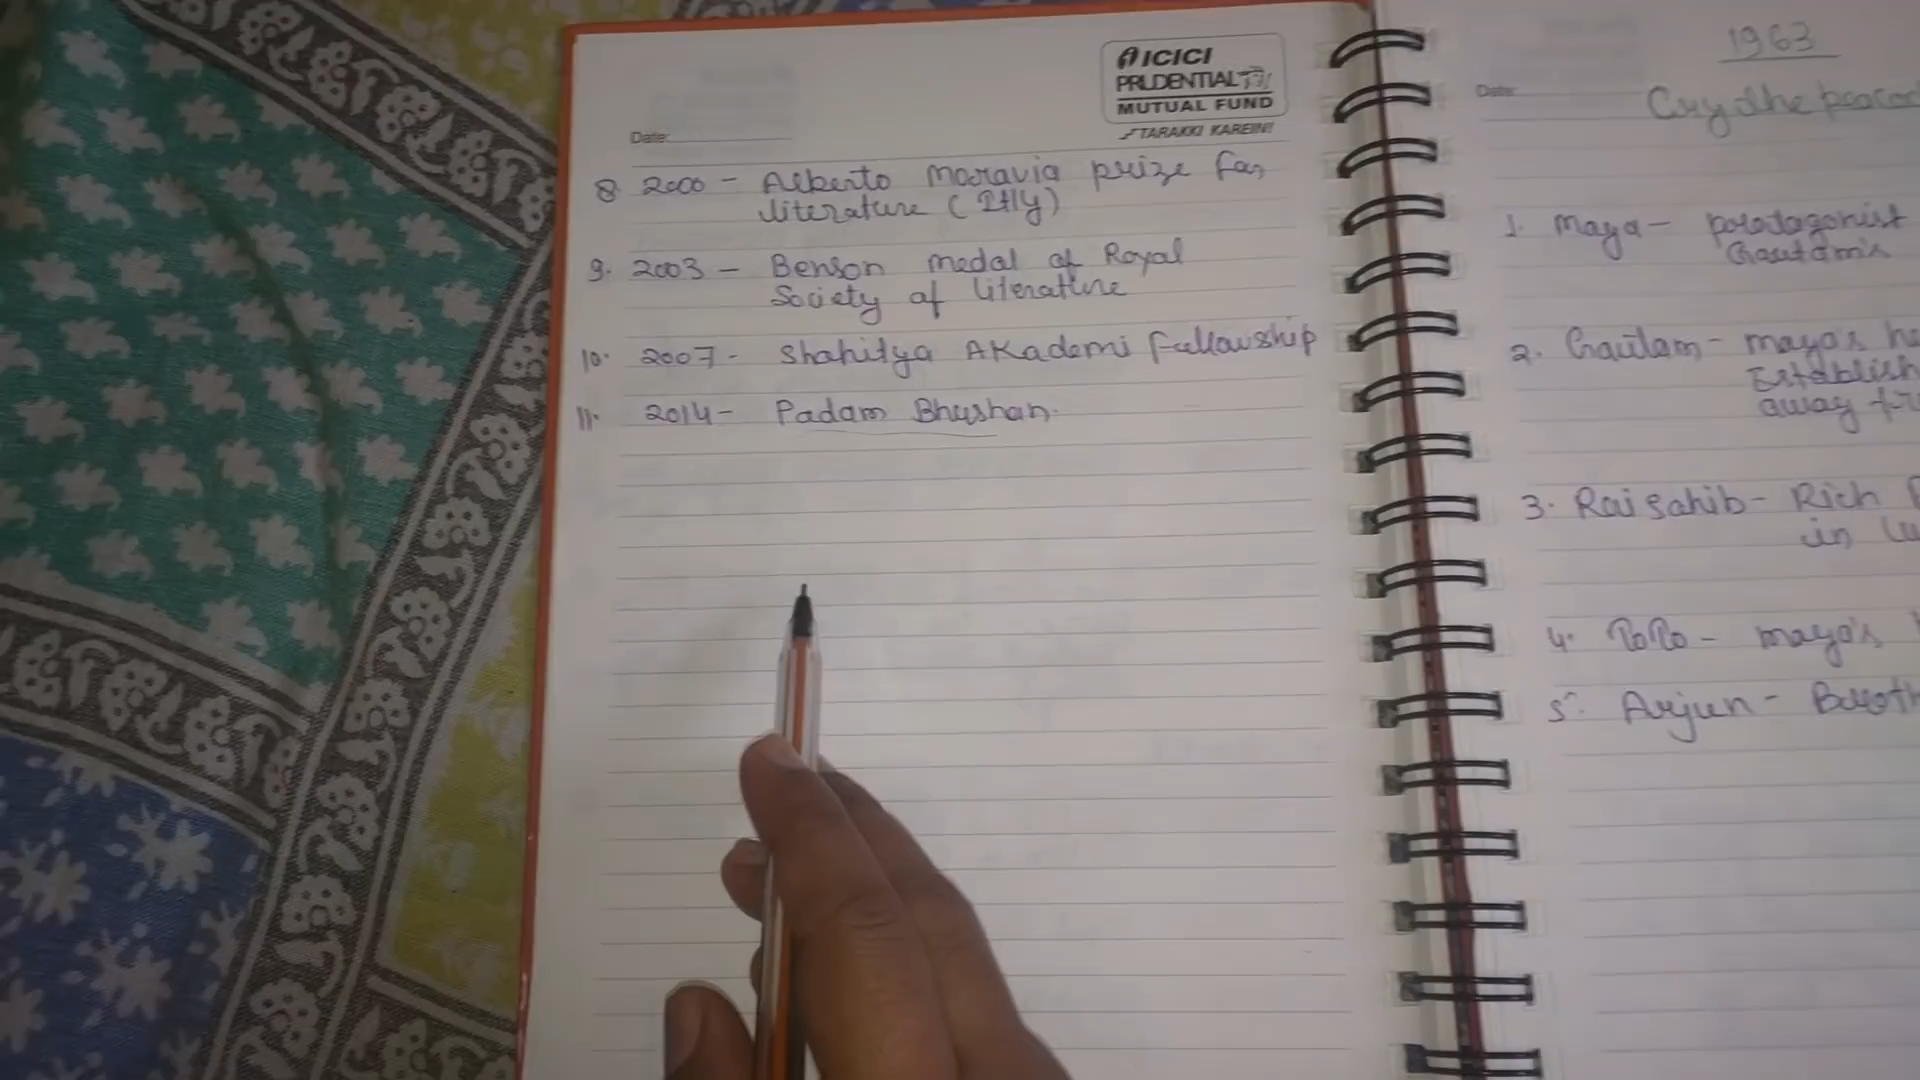 ICICI
PRUDENTIAL
MUTUAL FUND
TARAKKI KAREIN!
Date:
8. 2000 - Alberto Moravia prize for
literature (Itly)
9. 2003 - Benson medal of Royal
Society of literature
10. 2007 - Shahitya AKademi Fellowship
11. 2014 - Padam Bhushan.
1963
Date:
Cry the peacoc
1. Maya - protagonist
Gautam's
2. Gautam - maya's
Establish
away
3. Rai sahib - Rich
in
4. ToTo - maya's
5. Arjun - Broth